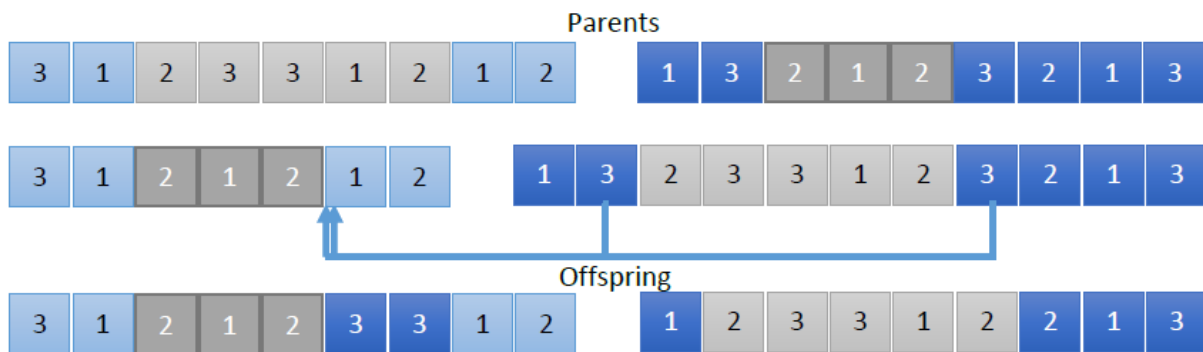 Parents
3 1 2 3 3 1 2 1 2 1 3 2 1 2 3 2 1 3
3 1 2 1 2 1 2 1 3 2 3 3 1 2 3 2 1 3
Offspring
3 1 2 1 2 3 3 1 2 1 2 3 3 1 2 2 1 3